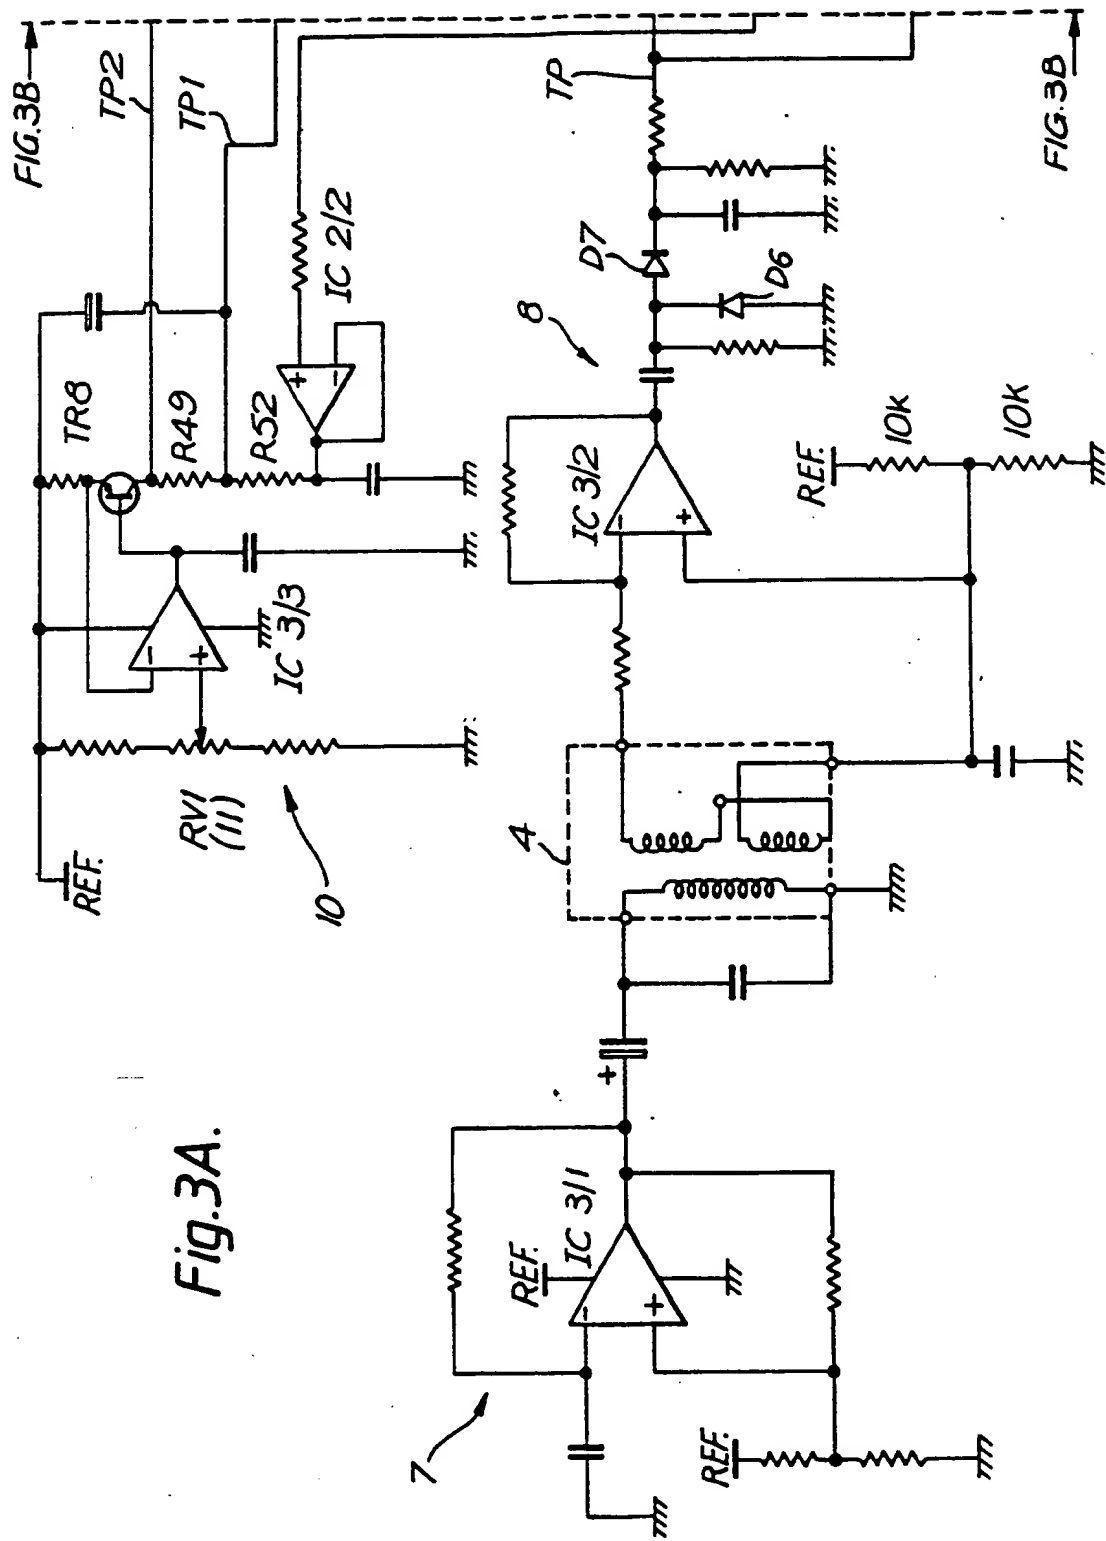 FIG.3B
TP2
TP1
TR8
R49
R52
IC 2/2
IC 3/3
+
−
−
+
RV1
(11)
10
REF.
TP
D7
D6
8
IC 3/2
−
+
REF.
10K
10K
FIG.3B
4
+
IC 3/1
REF.
−
+
7
REF.
Fig.3A.